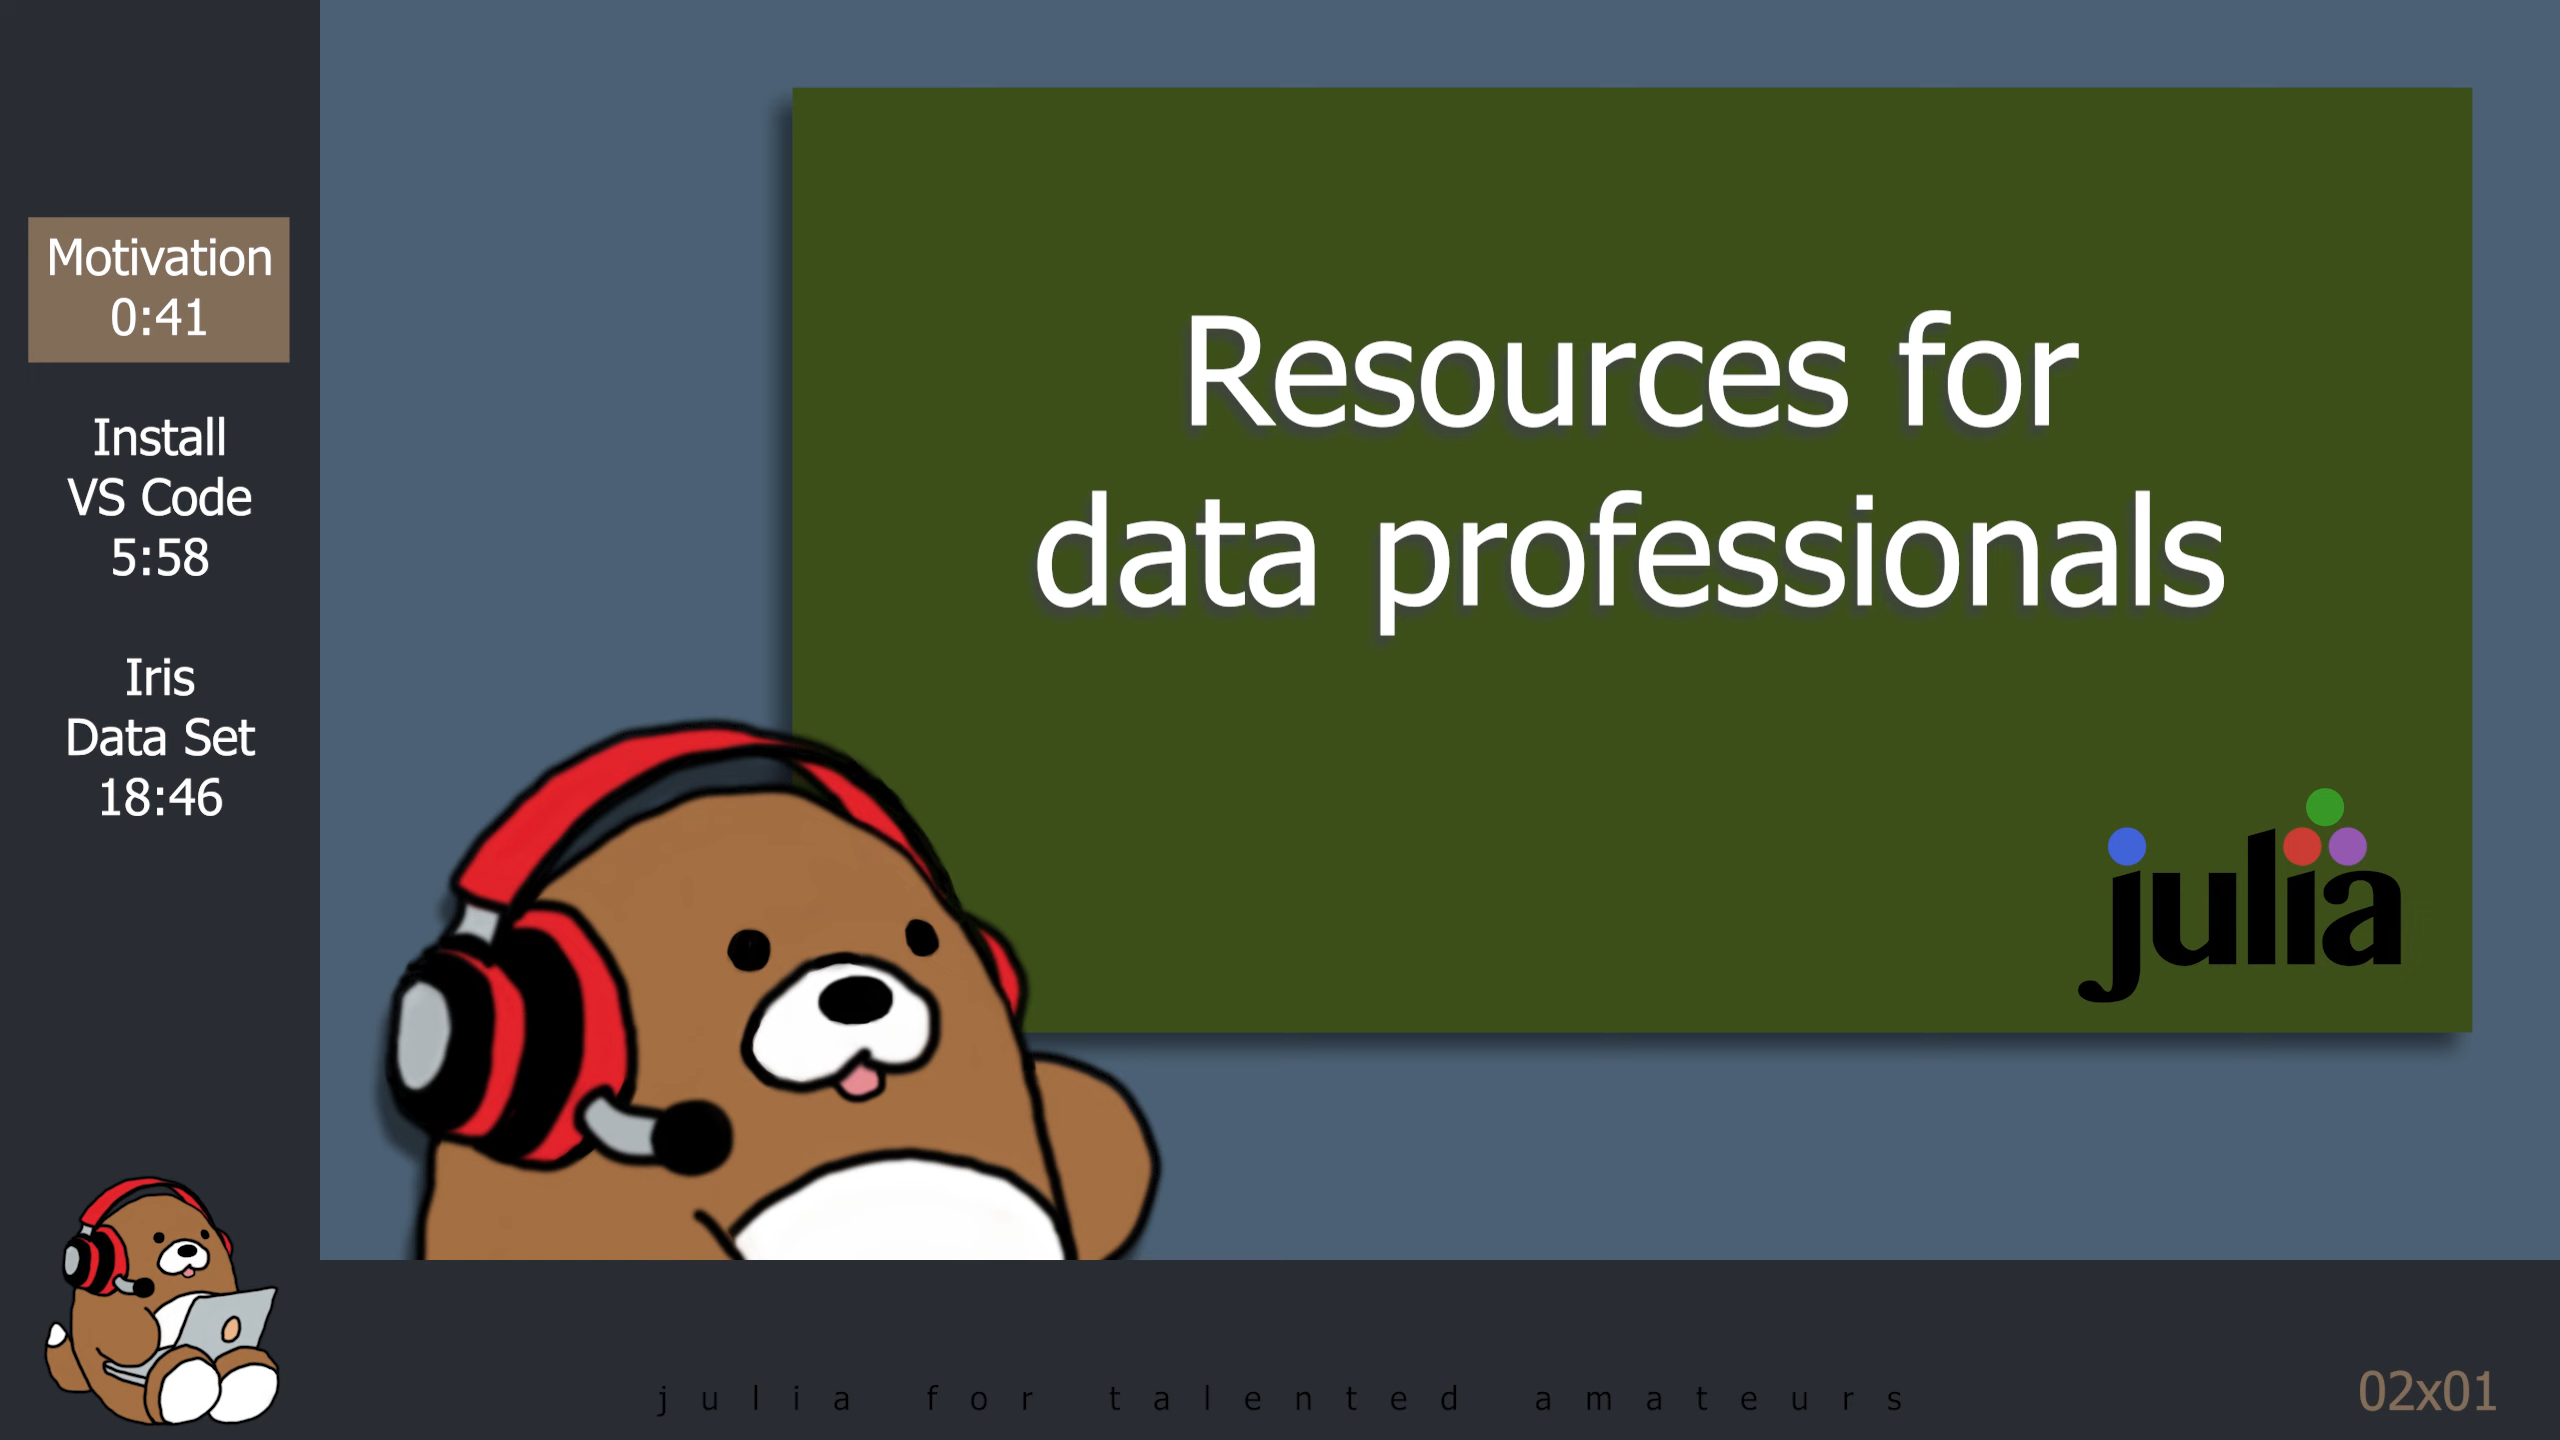 Motivation
0:41
Install
VS Code
5:58
Iris
Data Set
18:46
Resources for
data professionals
julia
julia for talented amateurs
02x01